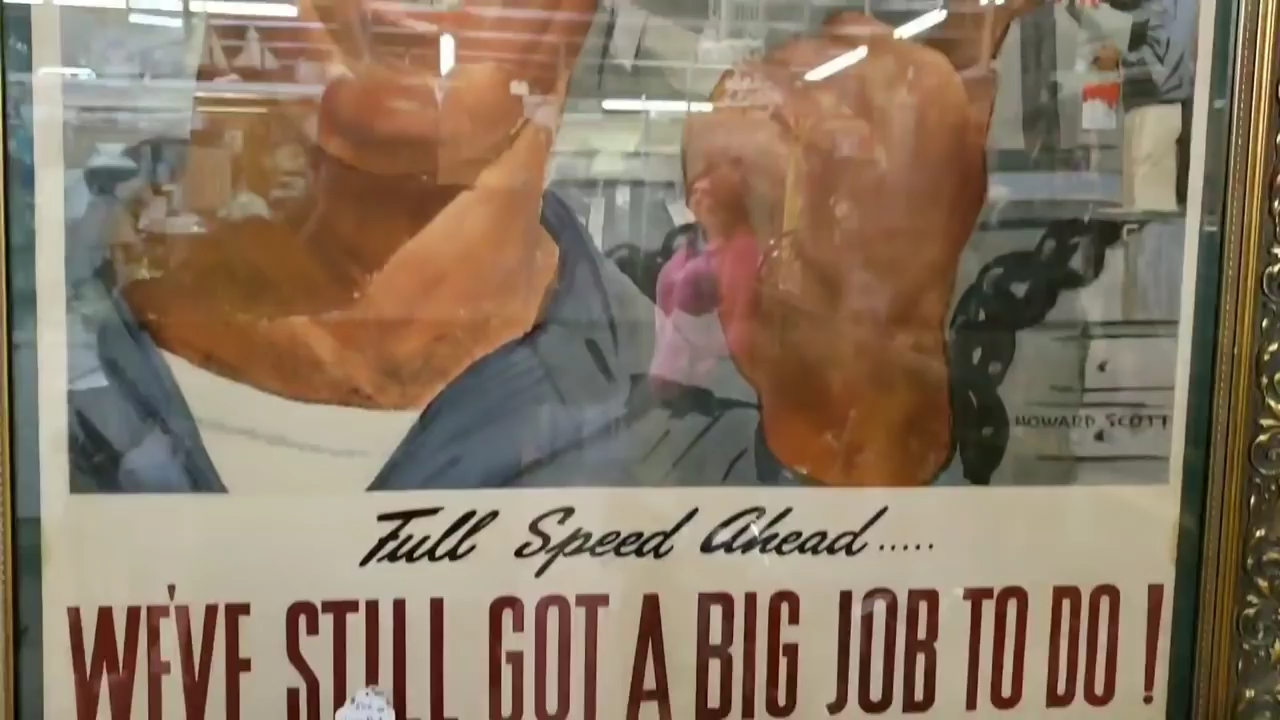 HOWARD SCOTT
Full Speed Ahead.....
WE'VE STILL GOT A BIG JOB TO DO!